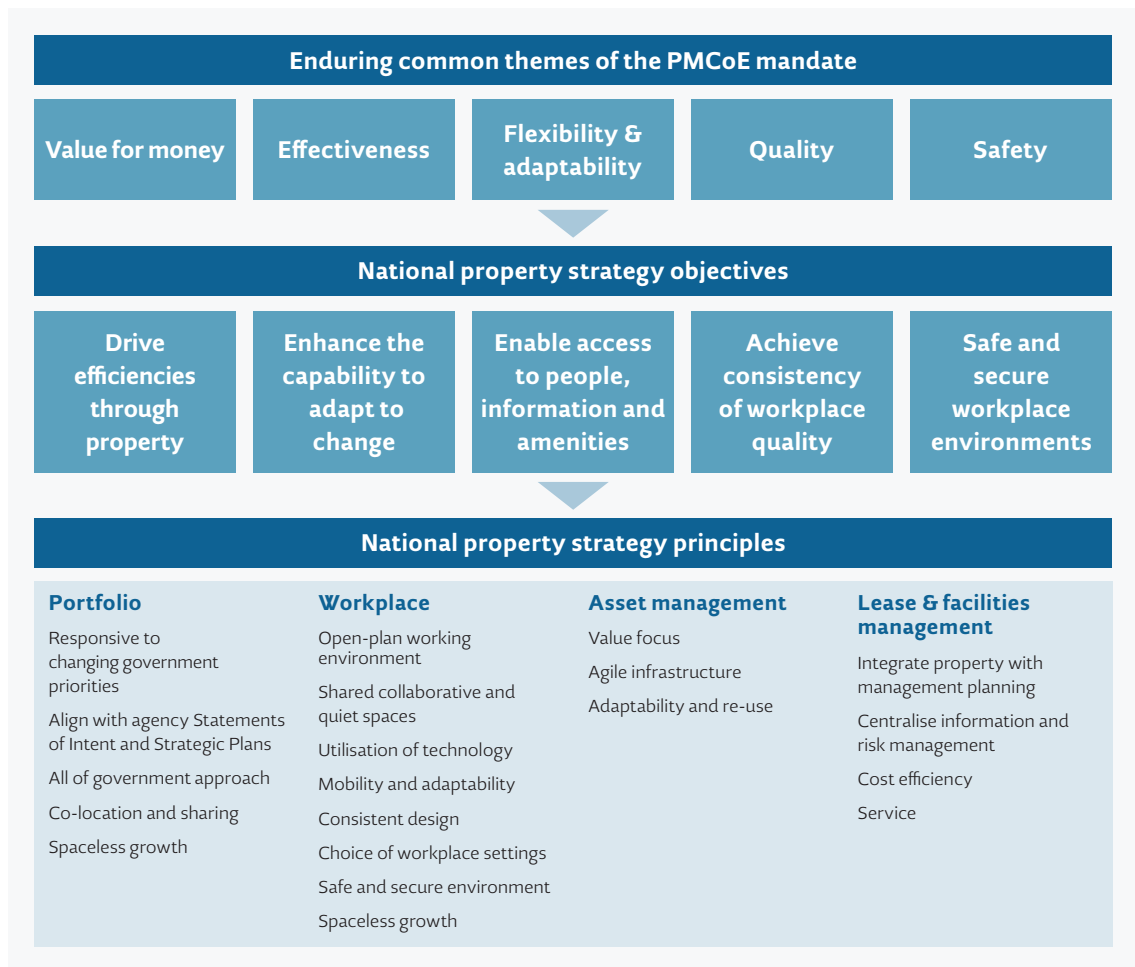 Enduring common themes of the PMCoE mandate
Value for money
Effectiveness
Flexibility &
adaptability
Quality
Safety
National property strategy objectives
Drive
efficiencies
through
property
Enhance the
capability to
adapt to
change
Enable access
to people,
information and
amenities
Achieve
consistency
of workplace
quality
Safe and
secure
workplace
environments
National property strategy principles
Portfolio
Responsive to
changing government
priorities
Align with agency Statements
of Intent and Strategic Plans
All of government approach
Co-location and sharing
Spaceless growth
Workplace
Open-plan working
environment
Shared collaborative and
quiet spaces
Utilisation of technology
Mobility and adaptability
Consistent design
Choice of workplace settings
Safe and secure environment
Spaceless growth
Asset management
Value focus
Agile infrastructure
Adaptability and re-use
Lease & facilities
management
Integrate property with
management planning
Centralise information and
risk management
Cost efficiency
Service